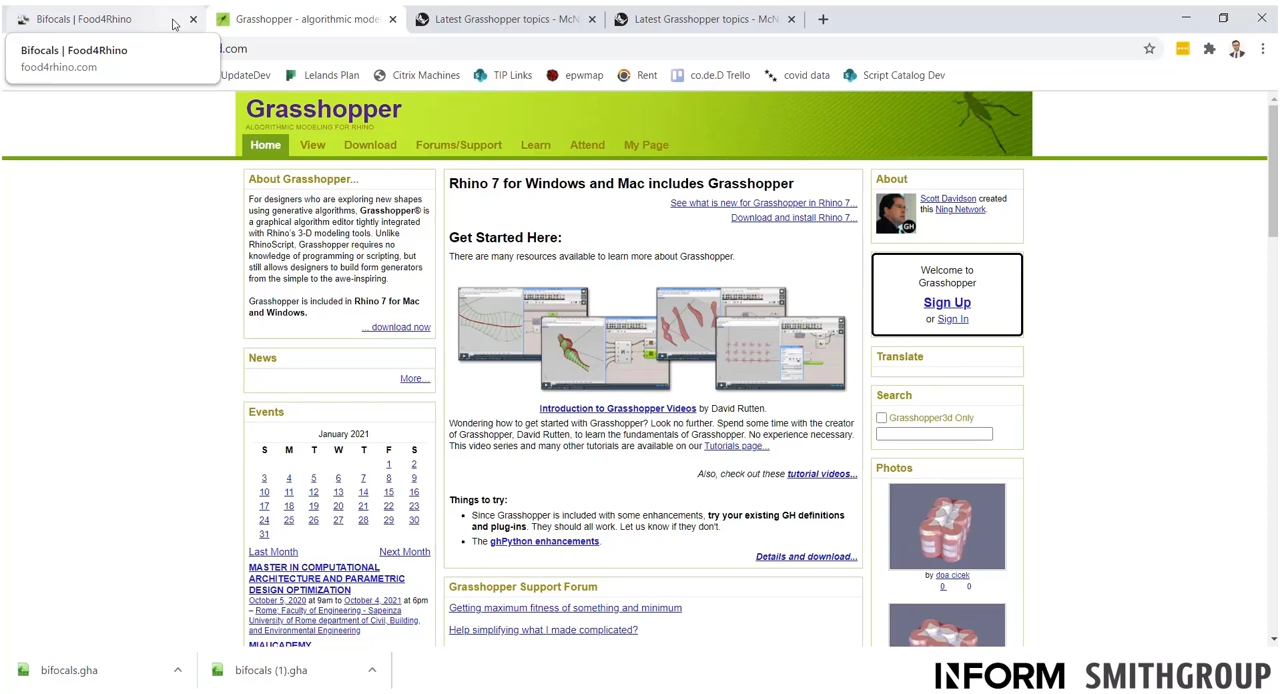 Bifocals | Food4Rhino
Grasshopper - algorithmic mode
Latest Grasshopper topics - McN
Latest Grasshopper topics - McN
Bifocals | Food4Rhino
food4rhino.com
d.com
UpdateDev
Lelands Plan
Citrix Machines
TIP Links
epwmap
Rent
co.de.D Trello
covid data
Script Catalog Dev
Grasshopper
ALGORITHMIC MODELING FOR RHINO
Home View Download Forums/Support Learn Attend My Page
About Grasshopper...
For designers who are exploring new shapes
using generative algorithms, Grasshopper® is
a graphical algorithm editor tightly integrated
with Rhino's 3-D modeling tools. Unlike
RhinoScript, Grasshopper requires no
knowledge of programming or scripting, but
still allows designers to build form generators
from the simple to the awe-inspiring.
Grasshopper is included in Rhino 7 for Mac
and Windows.
... download now
News
More...
Events
January 2021
S M T W T F S
1 2
3 4 5 6 7 8 9
10 11 12 13 14 15 16
17 18 19 20 21 22 23
24 25 26 27 28 29 30
31
Last Month Next Month
MASTER IN COMPUTATIONAL
ARCHITECTURE AND PARAMETRIC
DESIGN OPTIMIZATION
October 5, 2020 at 9am to October 4, 2021 at 6pm
– Rome; Faculty of Engineering - Sapeinza
University of Rome department of Civil, Building,
and Environmental Engineering
MIAUCADEMY
Rhino 7 for Windows and Mac includes Grasshopper
See what is new for Grasshopper in Rhino 7...
Download and install Rhino 7...
Get Started Here:
There are many resources available to learn more about Grasshopper.
Introduction to Grasshopper Videos by David Rutten.
Wondering how to get started with Grasshopper? Look no further. Spend some time with the creator
of Grasshopper, David Rutten, to learn the fundamentals of Grasshopper. No experience necessary.
This video series and many other tutorials are available on our Tutorials page...
Also, check out these tutorial videos...
Things to try:
• Since Grasshopper is included with some enhancements, try your existing GH definitions
and plug-ins. They should all work. Let us know if they don't.
• The ghPython enhancements.
Details and download...
Grasshopper Support Forum
Getting maximum fitness of something and minimum
Help simplifying what I made complicated?
About
GH
Scott Davidson created
this Ning Network.
Welcome to
Grasshopper
Sign Up
or Sign In
Translate
Search
Grasshopper3d Only
Photos
by doa cicek
0 0
bifocals.gha
bifocals (1).gha
INFORM SMITHGROUP